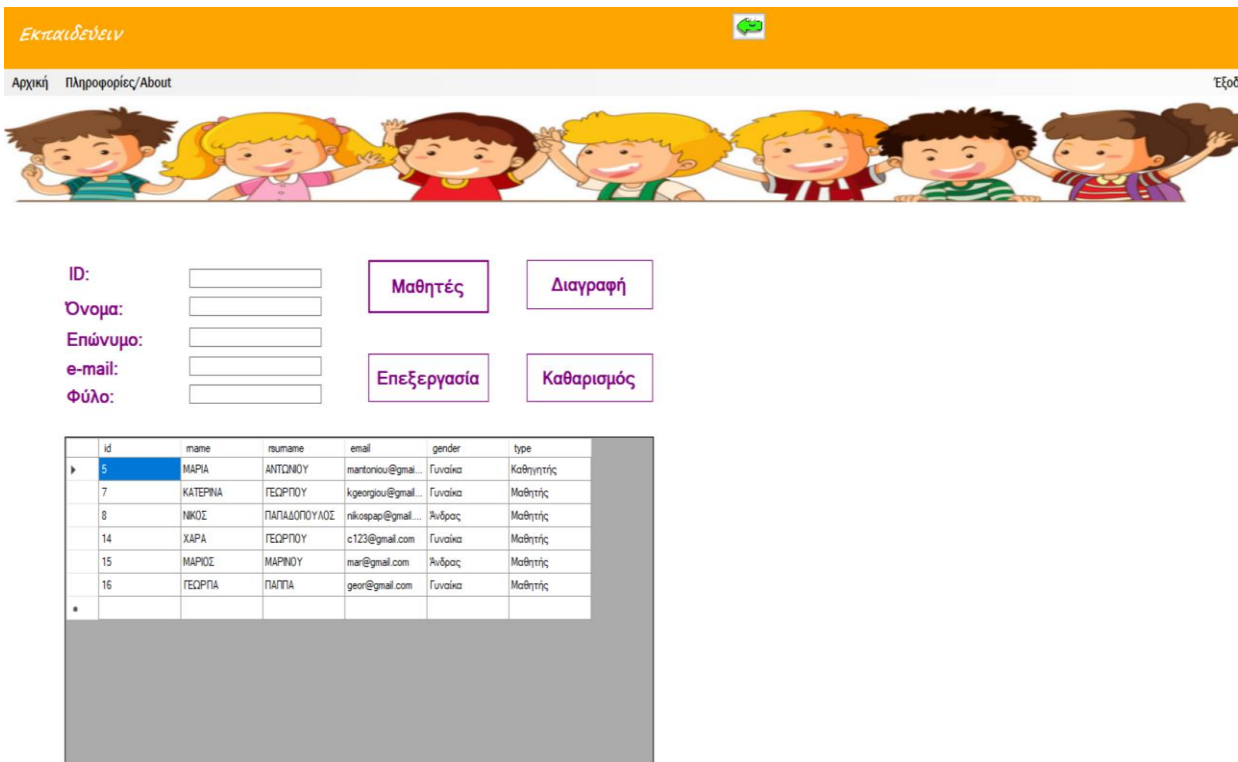 Εκπαιδεύειν
Αρχική Πληροφορίες/About Έξοδ
ID:
Όνομα:
Επώνυμο:
e-mail:
Φύλο:
Μαθητές Διαγραφή
Επεξεργασία Καθαρισμός
id rname rsurname email gender type
5 ΜΑΡΙΑ ΑΝΤΩΝΙΟΥ mantoniou@gmai... Γυναίκα Καθηγητής
7 ΚΑΤΕΡΙΝΑ ΓΕΩΡΓΙΟΥ kgeorgiou@gmail... Γυναίκα Μαθητής
8 ΝΙΚΟΣ ΠΑΠΑΔΟΠΟΥΛΟΣ nikospap@gmail.... Άνδρας Μαθητής
14 ΧΑΡΑ ΓΕΩΡΓΙΟΥ c123@gmail.com Γυναίκα Μαθητής
15 ΜΑΡΙΟΣ ΜΑΡΙΝΟΥ mar@gmail.com Άνδρας Μαθητής
16 ΓΕΩΡΓΙΑ ΠΑΠΠΑ geor@gmail.com Γυναίκα Μαθητής